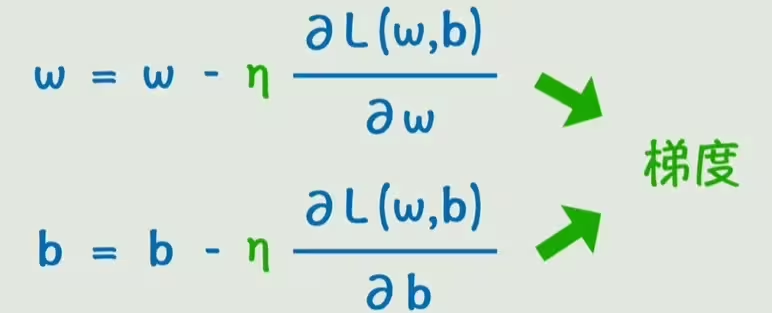 w = w - η ∂L(w,b) / ∂w
梯度
b = b - η ∂L(w,b) / ∂b